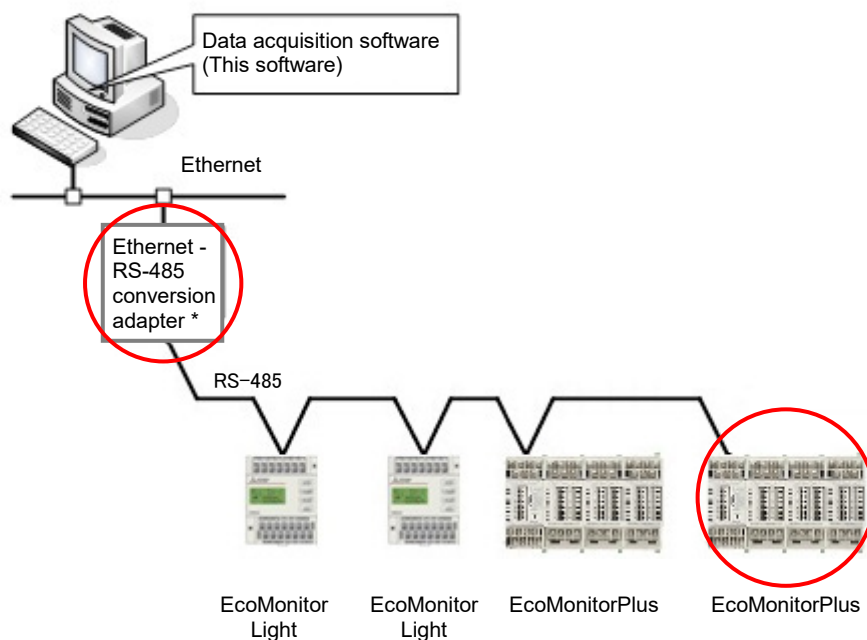 Data acquisition software
(This software)
Ethernet
Ethernet -
RS-485
conversion
adapter *
RS-485
EcoMonitor
Light
EcoMonitor
Light
EcoMonitorPlus
EcoMonitorPlus